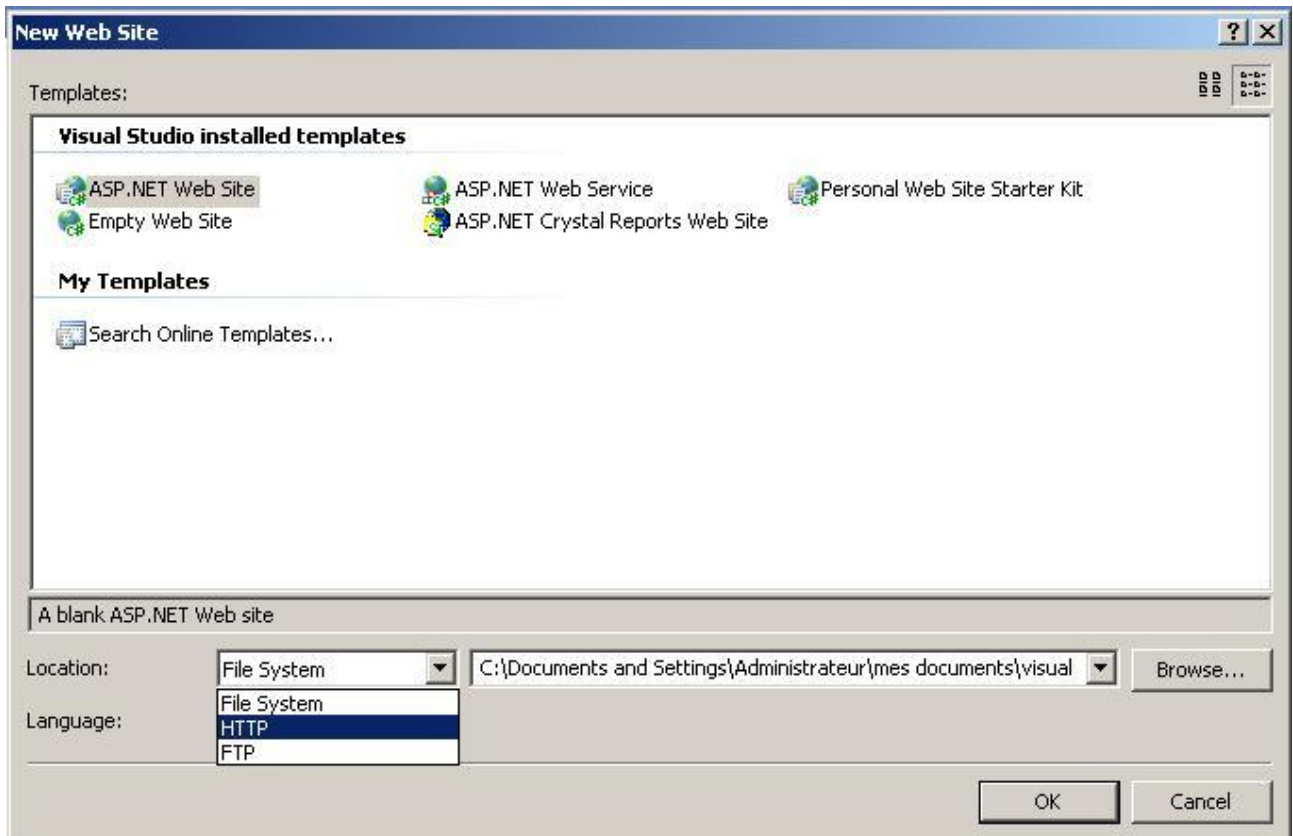 New Web Site
Templates:
Visual Studio installed templates
ASP.NET Web Site ASP.NET Web Service Personal Web Site Starter Kit
Empty Web Site ASP.NET Crystal Reports Web Site
My Templates
Search Online Templates...
A blank ASP.NET Web site
Location: File System C:\Documents and Settings\Administrateur\mes documents\visual Browse...
File System
Language: HTTP
FTP
OK Cancel